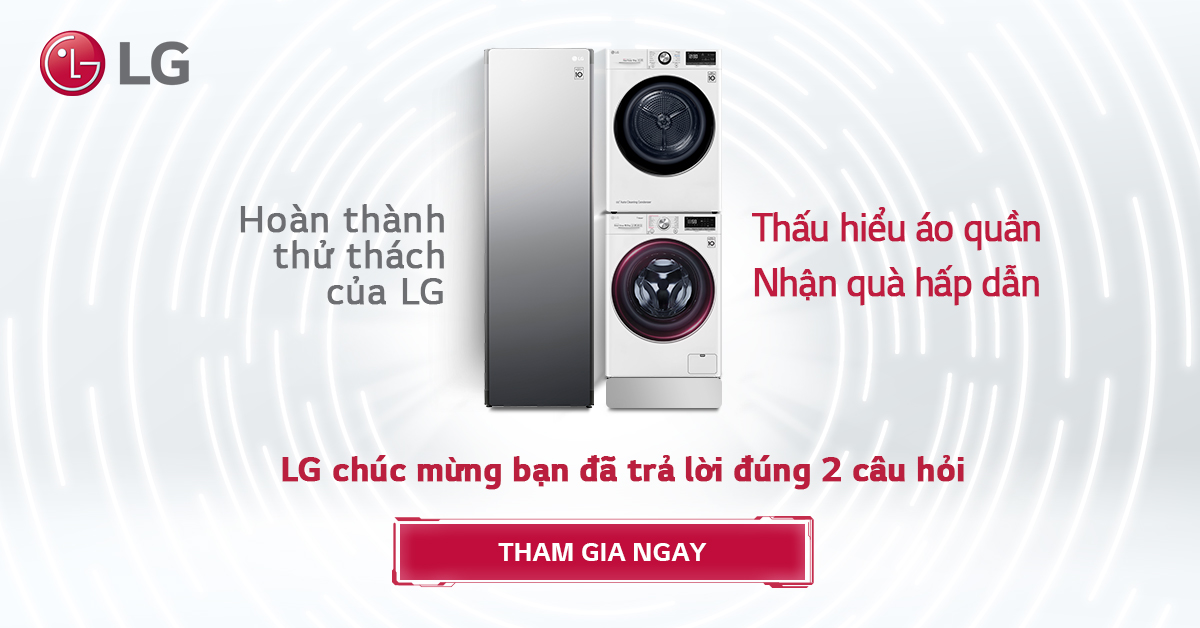 LG
Hoàn thành
thử thách
của LG
Thấu hiểu áo quần
Nhận quà hấp dẫn
LG chúc mừng bạn đã trả lời đúng 2 câu hỏi
THAM GIA NGAY